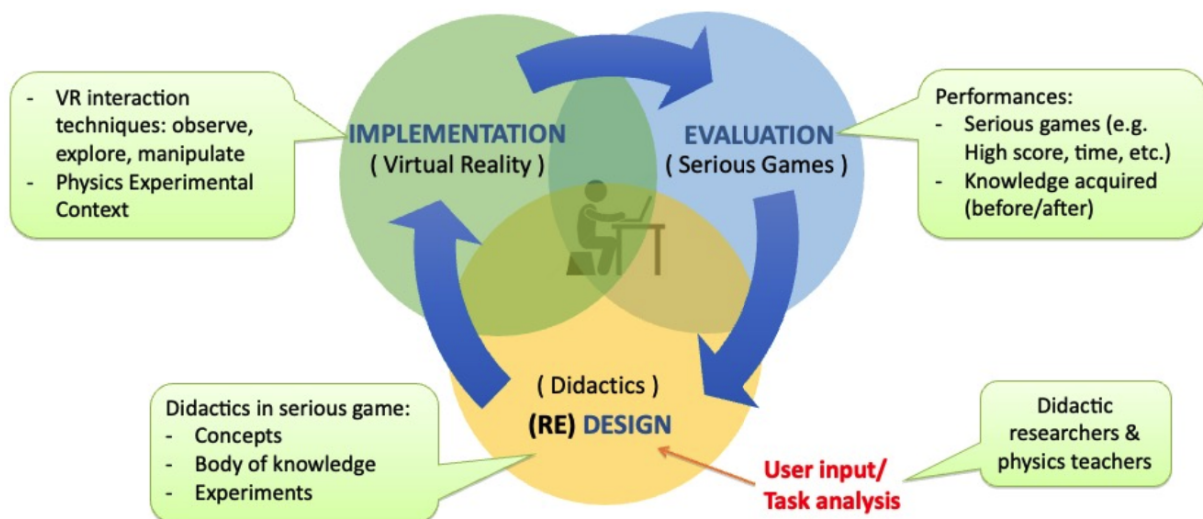 - VR interaction
techniques: observe,
explore, manipulate
- Physics Experimental
Context
IMPLEMENTATION
( Virtual Reality )
EVALUATION
( Serious Games )
Performances:
- Serious games (e.g.
High score, time, etc.)
- Knowledge acquired
(before/after)
( Didactics )
(RE) DESIGN
Didactics in serious game:
- Concepts
- Body of knowledge
- Experiments
User input/
Task analysis
Didactic
researchers &
physics teachers